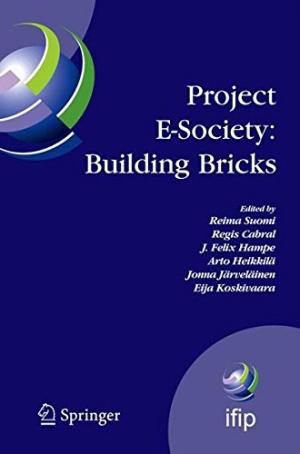 Project
E-Society:
Building Bricks
Edited by
Reima Suomi
Regis Cabral
J. Felix Hampe
Arto Heikkilä
Jonna Järveläinen
Eija Koskivaara
Springer
ifip